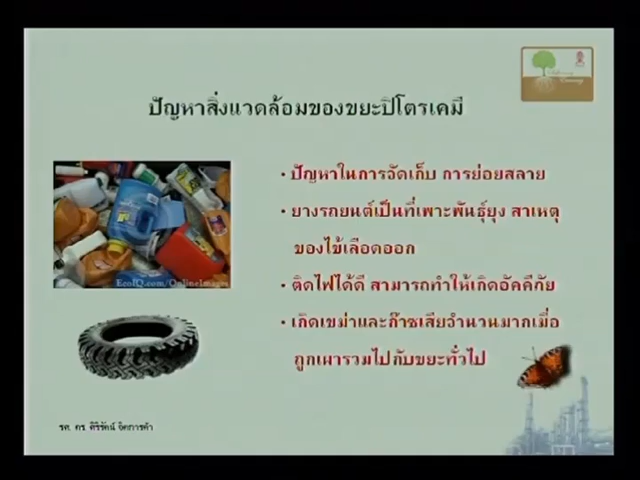 ปัญหาสิ่งแวดล้อมของขยะปิโตรเคมี
• ปัญหาในการจัดเก็บ การย่อยสลาย
• ยางรถยนต์เป็นที่เพาะพันธุ์ยุง สาเหตุ
ของไข้เลือดออก
• ติดไฟได้ดี สามารถทำให้เกิดอัคคีภัย
• เกิดเขม่าและก๊าซเสียจำนวนมากเมื่อ
ถูกเผารวมไปกับขยะทั่วไป
EcoIQ.com/OnlineImages
รศ. ดร. ศิริรัตน์ จิตการค้า